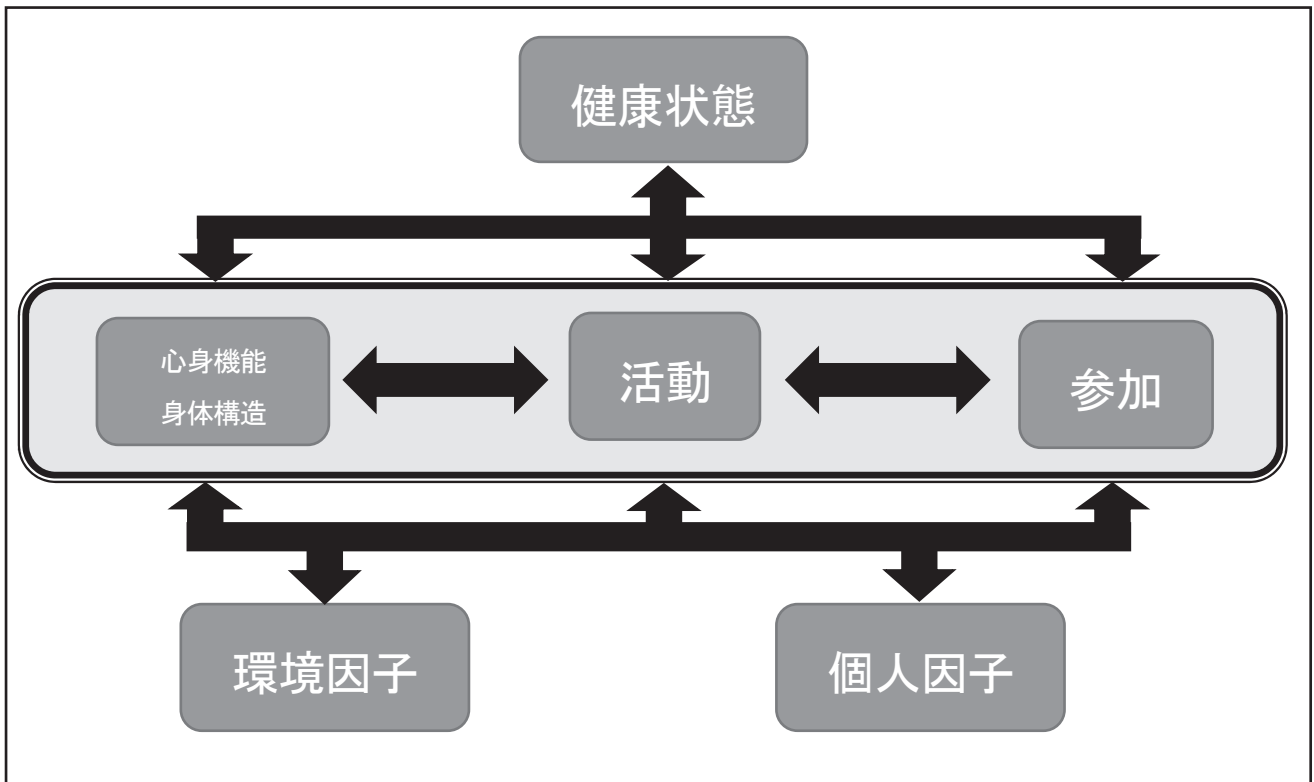 健康状態
心身機能
身体構造
活動
参加
環境因子
個人因子